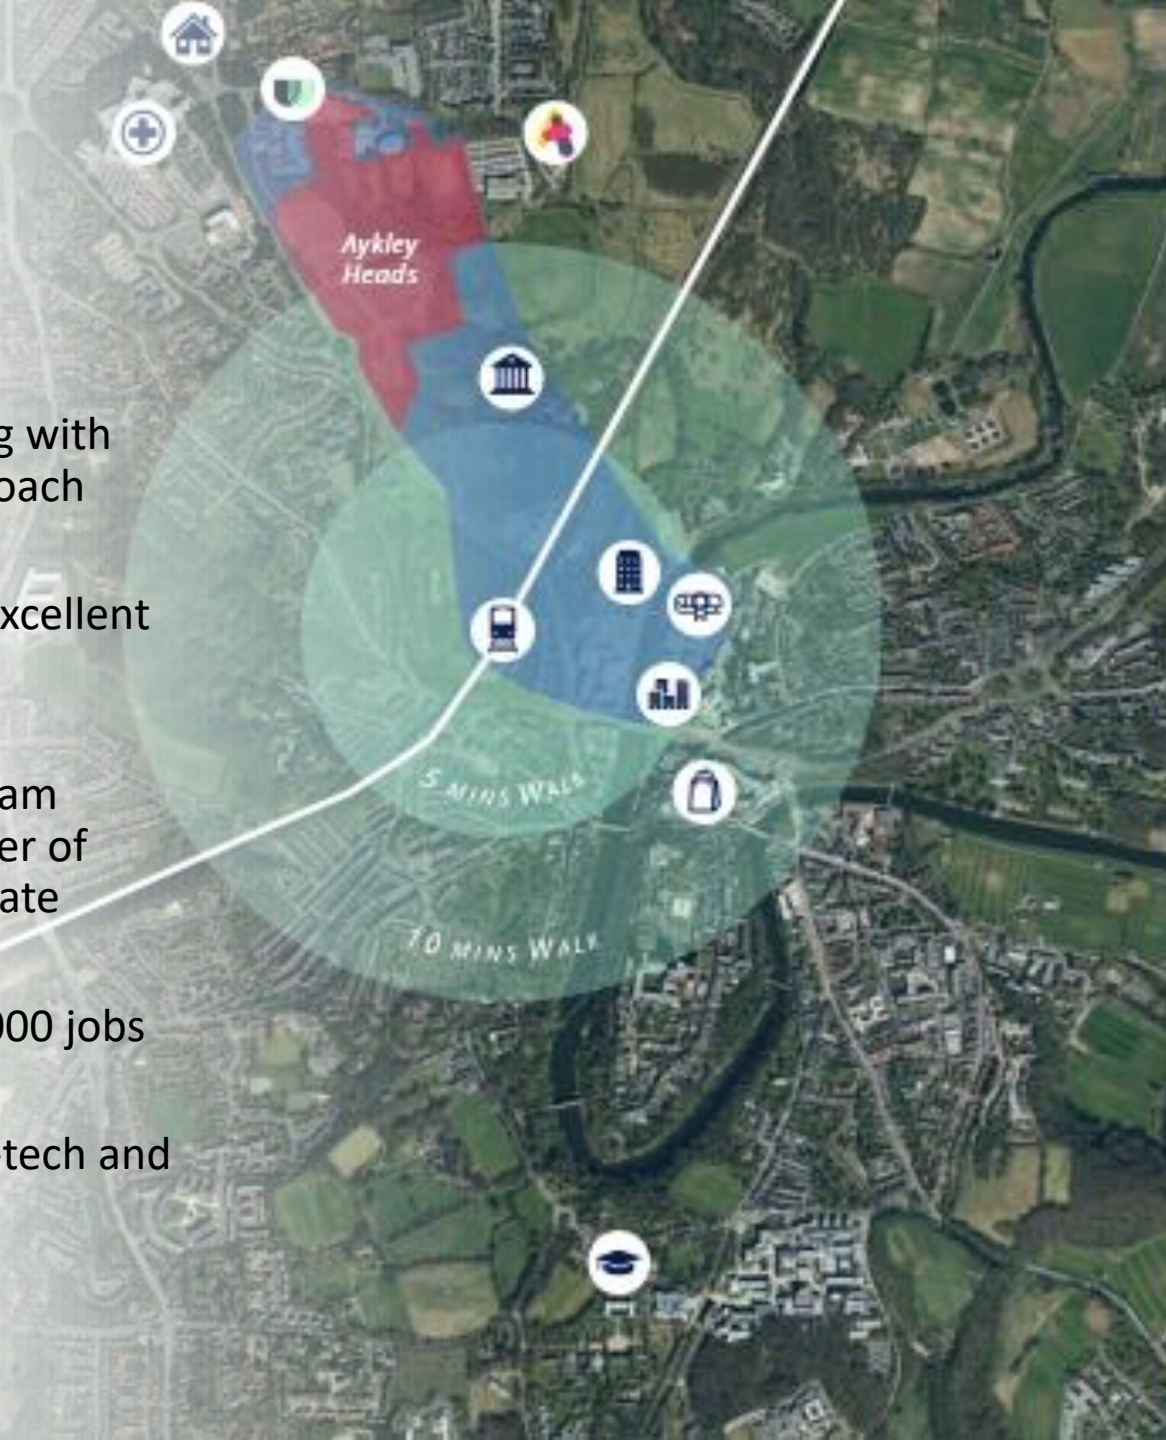 Aykley
Heads
g with
oach
xcellent
am
er of
ate
000 jobs
tech and
5 MINS WALK
10 MINS WALK